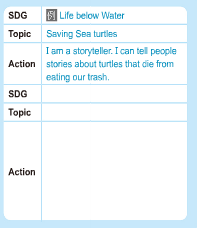 SDG Life below Water
Topic Saving Sea turtles
I am a storyteller. I can tell people
Action stories about turtles that die from
eating our trash.
SDG
Topic
Action